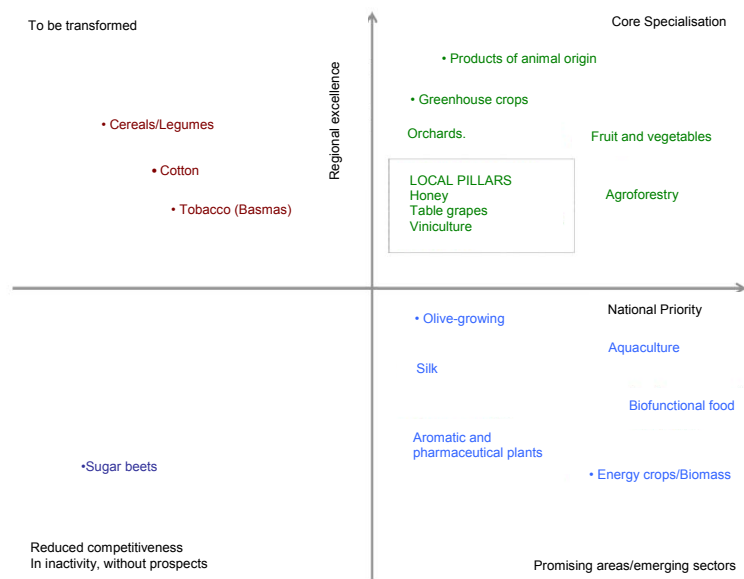 To be transformed
Core Specialisation
Regional excellence
• Products of animal origin
• Greenhouse crops
Orchards.
Fruit and vegetables
• Cereals/Legumes
• Cotton
• Tobacco (Basmas)
LOCAL PILLARS
Honey
Table grapes
Viniculture
Agroforestry
National Priority
• Olive-growing
Aquaculture
Silk
Biofunctional food
Aromatic and
pharmaceutical plants
•Sugar beets
• Energy crops/Biomass
Reduced competitiveness
In inactivity, without prospects
Promising areas/emerging sectors